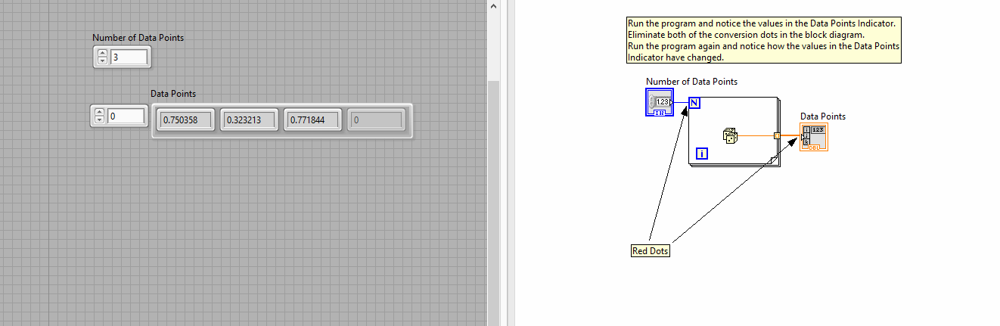 Number of Data Points
3
Data Points
0
0.750358
0.323213
0.771844
0
Run the program and notice the values in the Data Points Indicator.
Eliminate both of the conversion dots in the block diagram.
Run the program again and notice how the values in the Data Points
Indicator have changed.
Number of Data Points
1.23
I32
N
i
Data Points
i
j
k
123
DBL
Red Dots